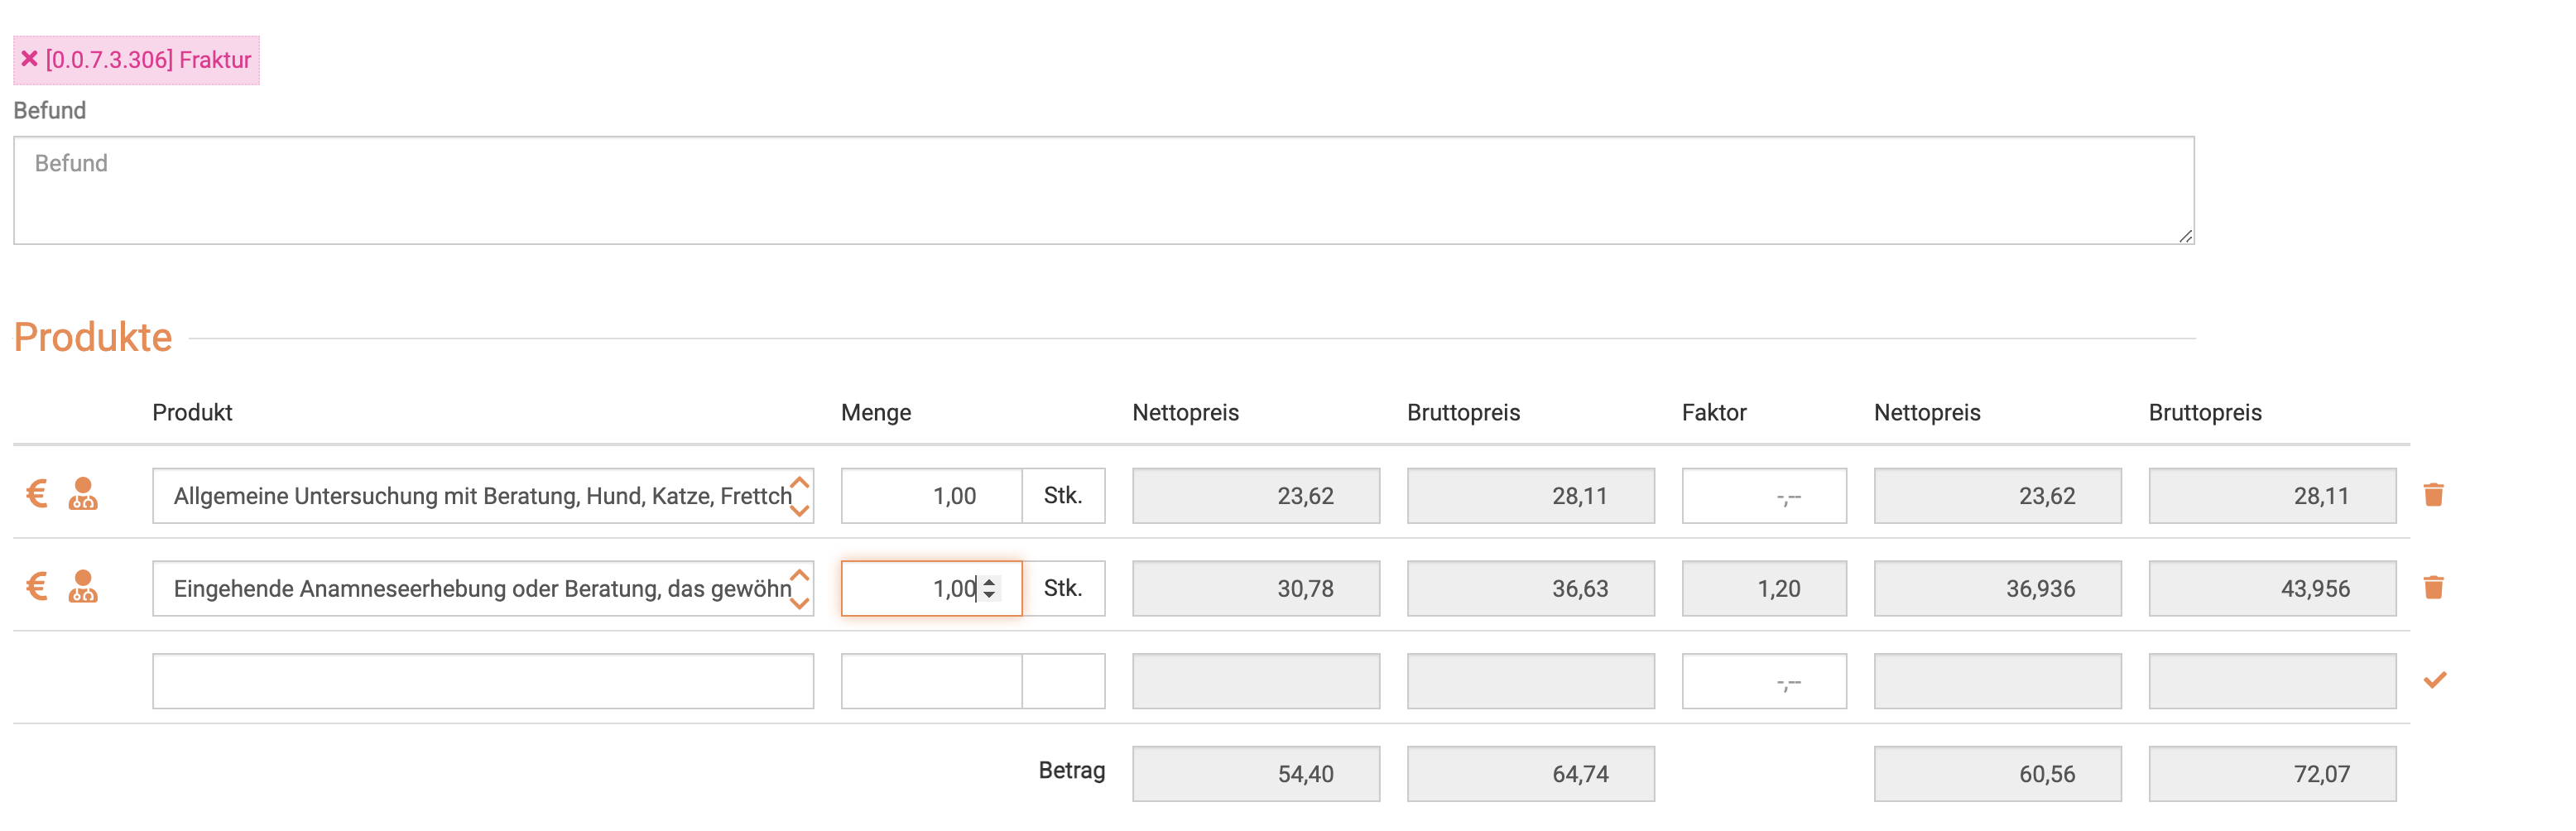 × [0.0.7.3.306] Fraktur
Befund
Befund
Produkte
Produkt Menge Nettopreis Bruttopreis Faktor Nettopreis Bruttopreis
€ Allgemeine Untersuchung mit Beratung, Hund, Katze, Frettch 1,00 Stk. 23,62 28,11 -,-- 23,62 28,11
€ Eingehende Anamneseerhebung oder Beratung, das gewöhn 1,00 Stk. 30,78 36,63 1,20 36,936 43,956
-,--
Betrag 54,40 64,74 60,56 72,07